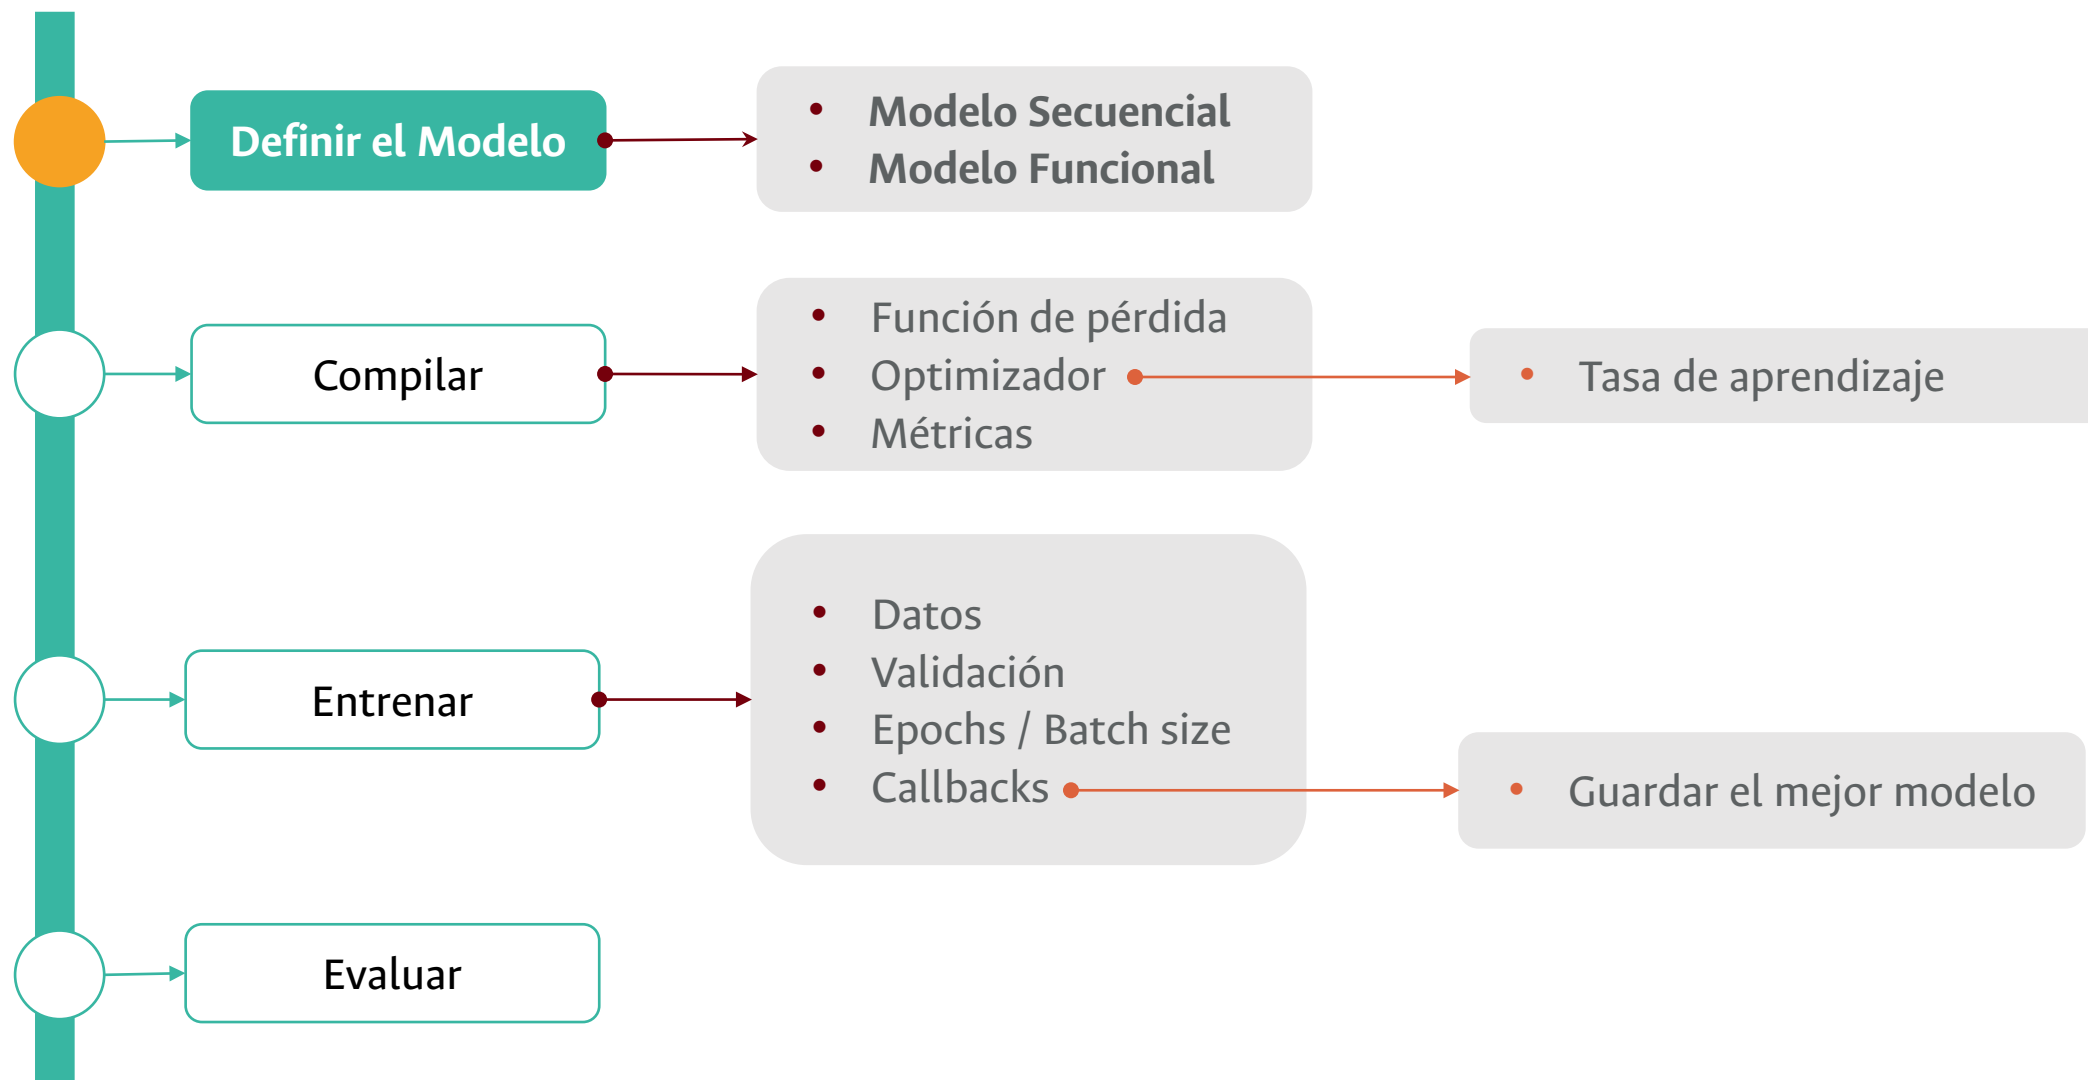 Definir el Modelo
• Modelo Secuencial
• Modelo Funcional
Compilar
• Función de pérdida
• Optimizador
• Métricas
• Tasa de aprendizaje
Entrenar
• Datos
• Validación
• Epochs / Batch size
• Callbacks
• Guardar el mejor modelo
Evaluar